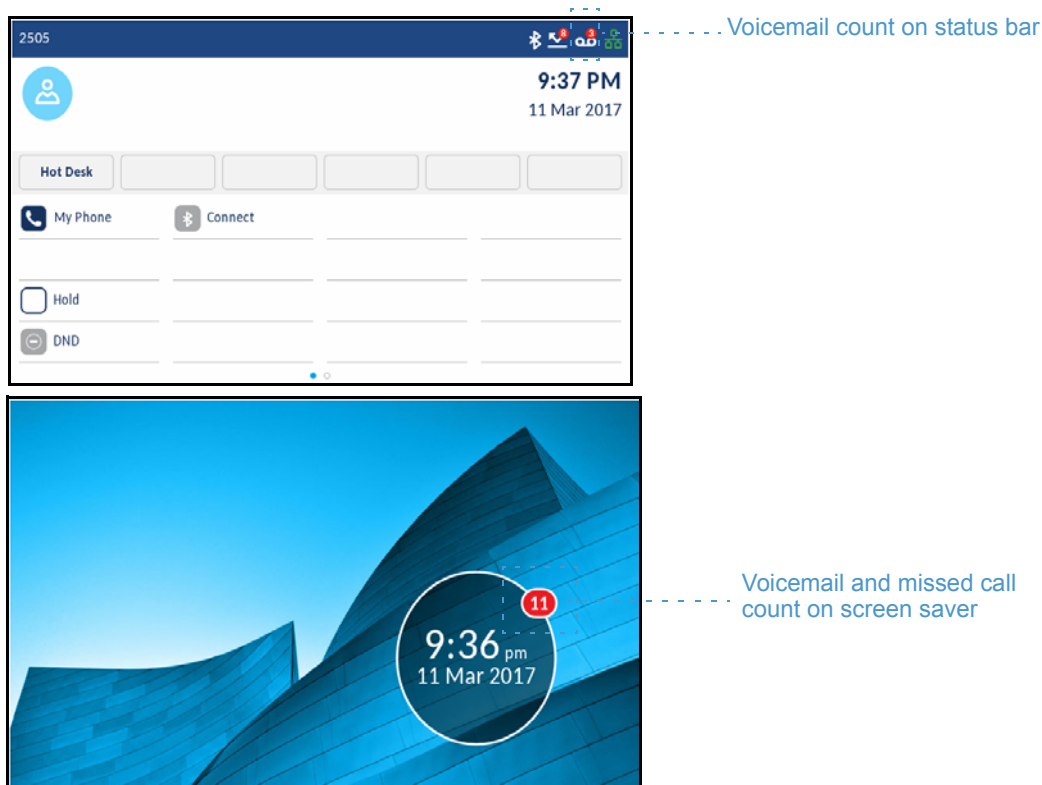 2505
8
3
Voicemail count on status bar
9:37 PM
11 Mar 2017
Hot Desk
My Phone
Connect
Hold
DND
11
9:36 pm
11 Mar 2017
Voicemail and missed call
count on screen saver